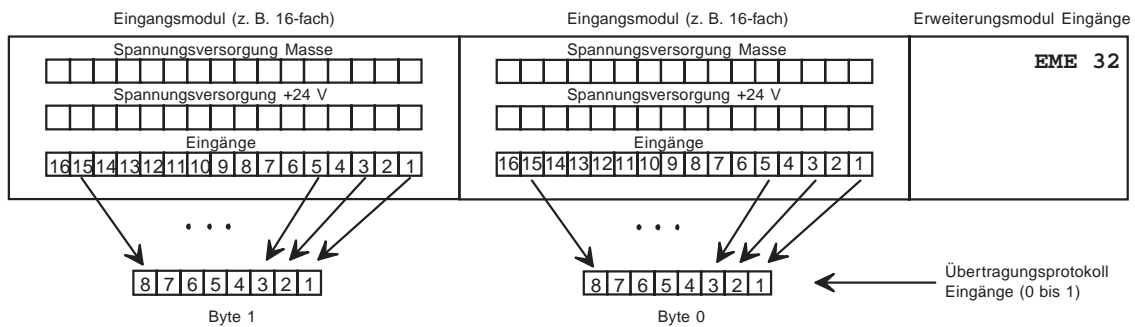 Eingangsmodul (z. B. 16-fach) Eingangsmodul (z. B. 16-fach) Erweiterungsmodul Eingänge
Spannungsversorgung Masse Spannungsversorgung Masse EME 32
Spannungsversorgung +24 V Spannungsversorgung +24 V
Eingänge Eingänge
16 15 14 13 12 11 10 9 8 7 6 5 4 3 2 1 16 15 14 13 12 11 10 9 8 7 6 5 4 3 2 1
. . . . . .
8 7 6 5 4 3 2 1 8 7 6 5 4 3 2 1 Übertragungsprotokoll
Eingänge (0 bis 1)
Byte 1 Byte 0